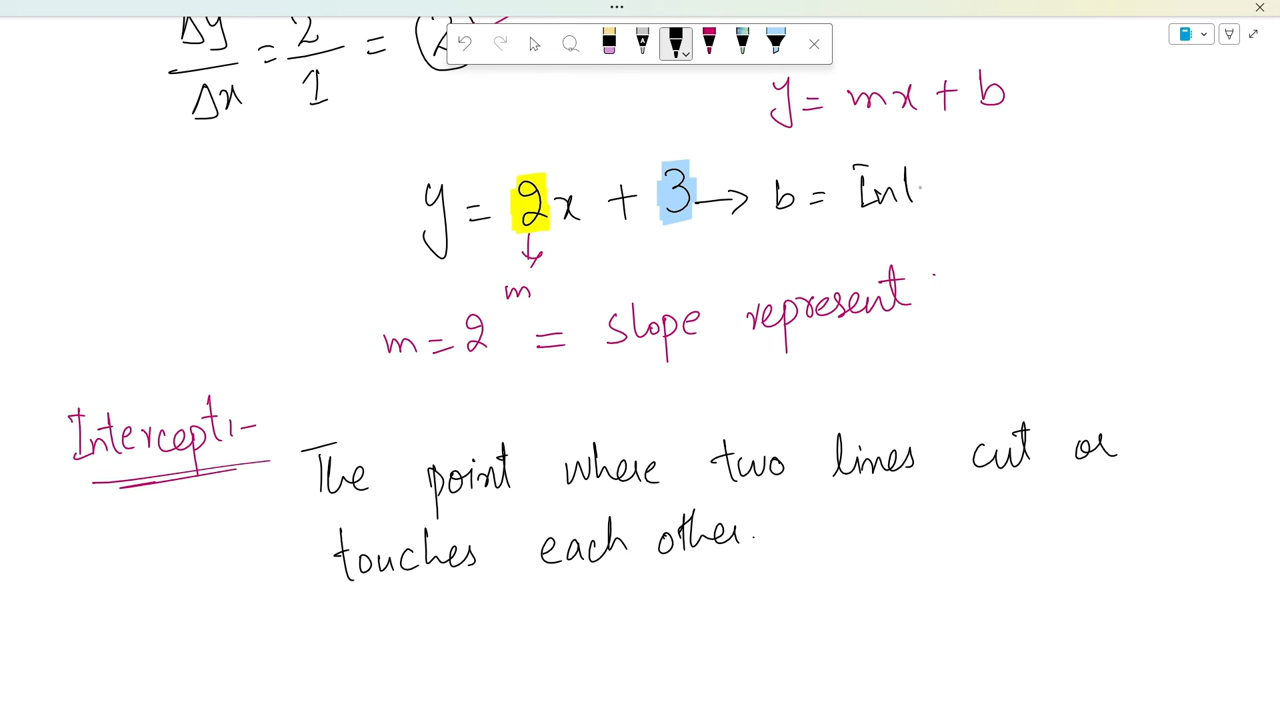 Δy/Δx = 2/1 = 2
y = mx + b
y = 2x + 3 → b = Int
m
m = 2 = slope represent
Intercept:-
The point where two lines cut or
touches each other.